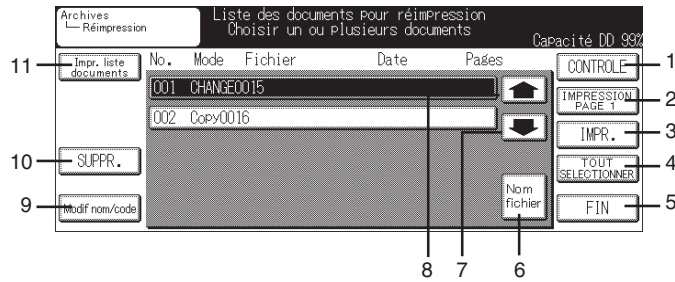 Archives
Réimpression
Liste des documents pour réimpression
Choisir un ou plusieurs documents
Capacité DD 99%
11
Impr. liste
documents
No. Mode Fichier Date Pages
CONTROLE
1
001 CHANGE0015
IMPRESSION
PAGE 1
2
002 Copy0016
IMPR.
3
10
SUPPR.
TOUT
SELECTIONNER
4
9
Modif nom/code
Nom
fichier
FIN
5
8 7 6